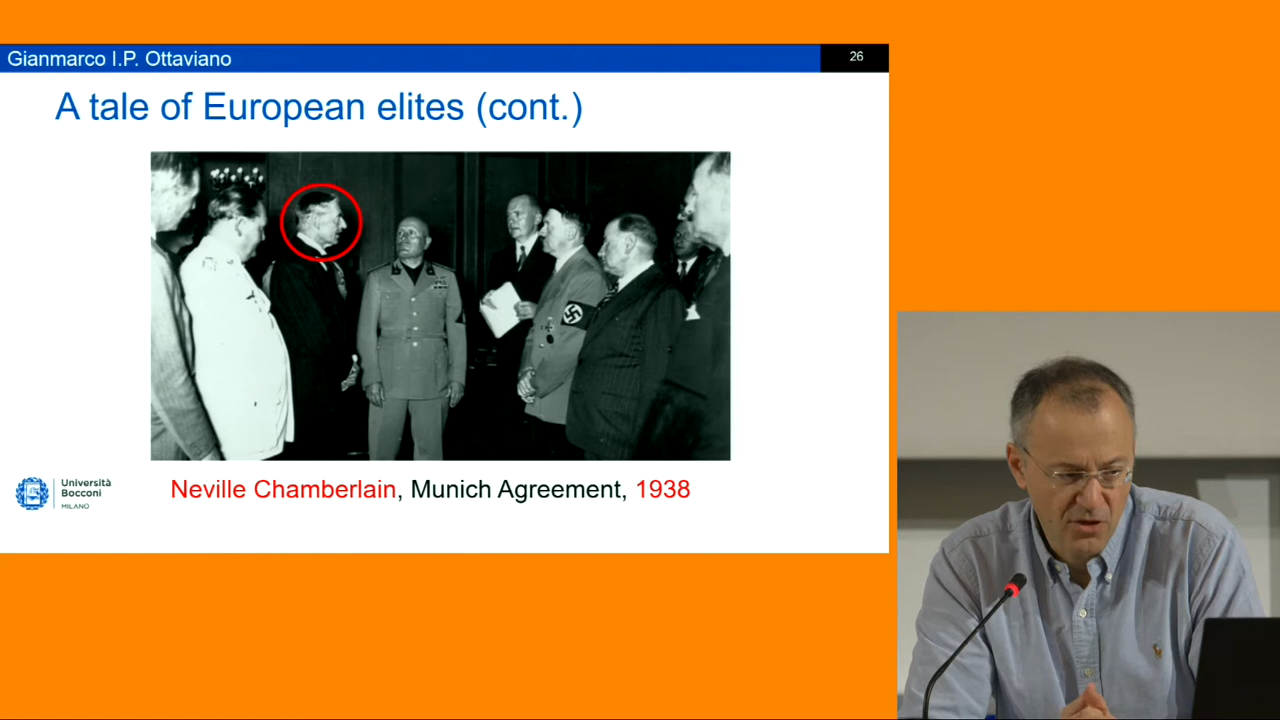 Gianmarco I.P. Ottaviano
26
A tale of European elites (cont.)
Università
Bocconi
MILANO
Neville Chamberlain, Munich Agreement, 1938